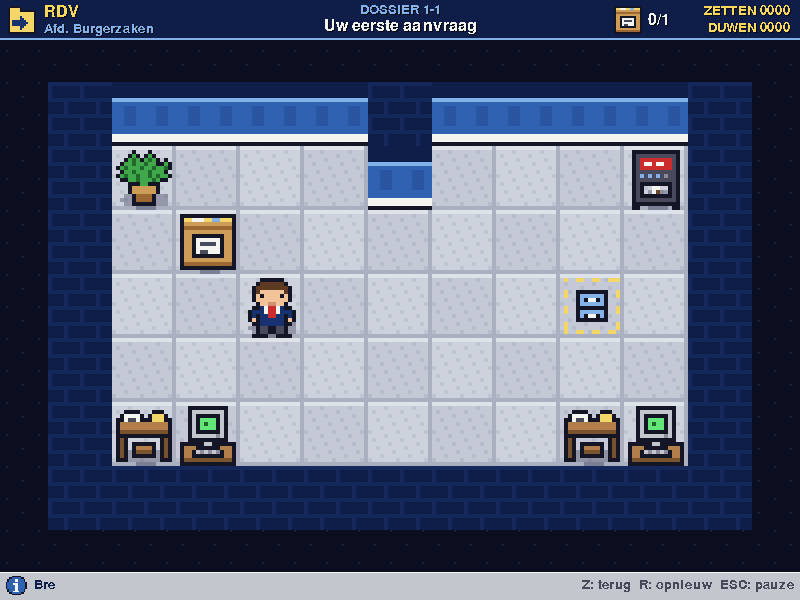 RDV
Afd. Burgerzaken
DOSSIER 1-1
Uw eerste aanvraag
0/1
ZETTEN 0000
DUWEN 0000
Bre
Z: terug R: opnieuw ESC: pauze